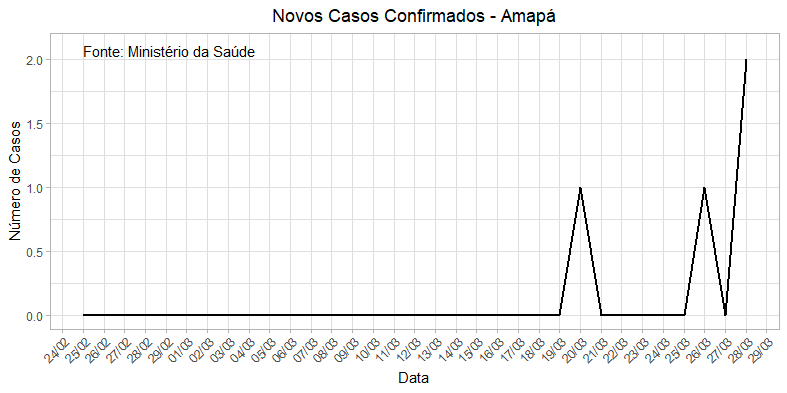 Novos Casos Confirmados - Amapá
Fonte: Ministério da Saúde
Número de Casos
2.0
1.5
1.0
0.5
0.0
24/02 25/02 26/02 27/02 28/02 29/02 01/03 02/03 03/03 04/03 05/03 06/03 07/03 08/03 09/03 10/03 11/03 12/03 13/03 14/03 15/03 16/03 17/03 18/03 19/03 20/03 21/03 22/03 23/03 24/03 25/03 26/03 27/03 28/03 29/03
Data